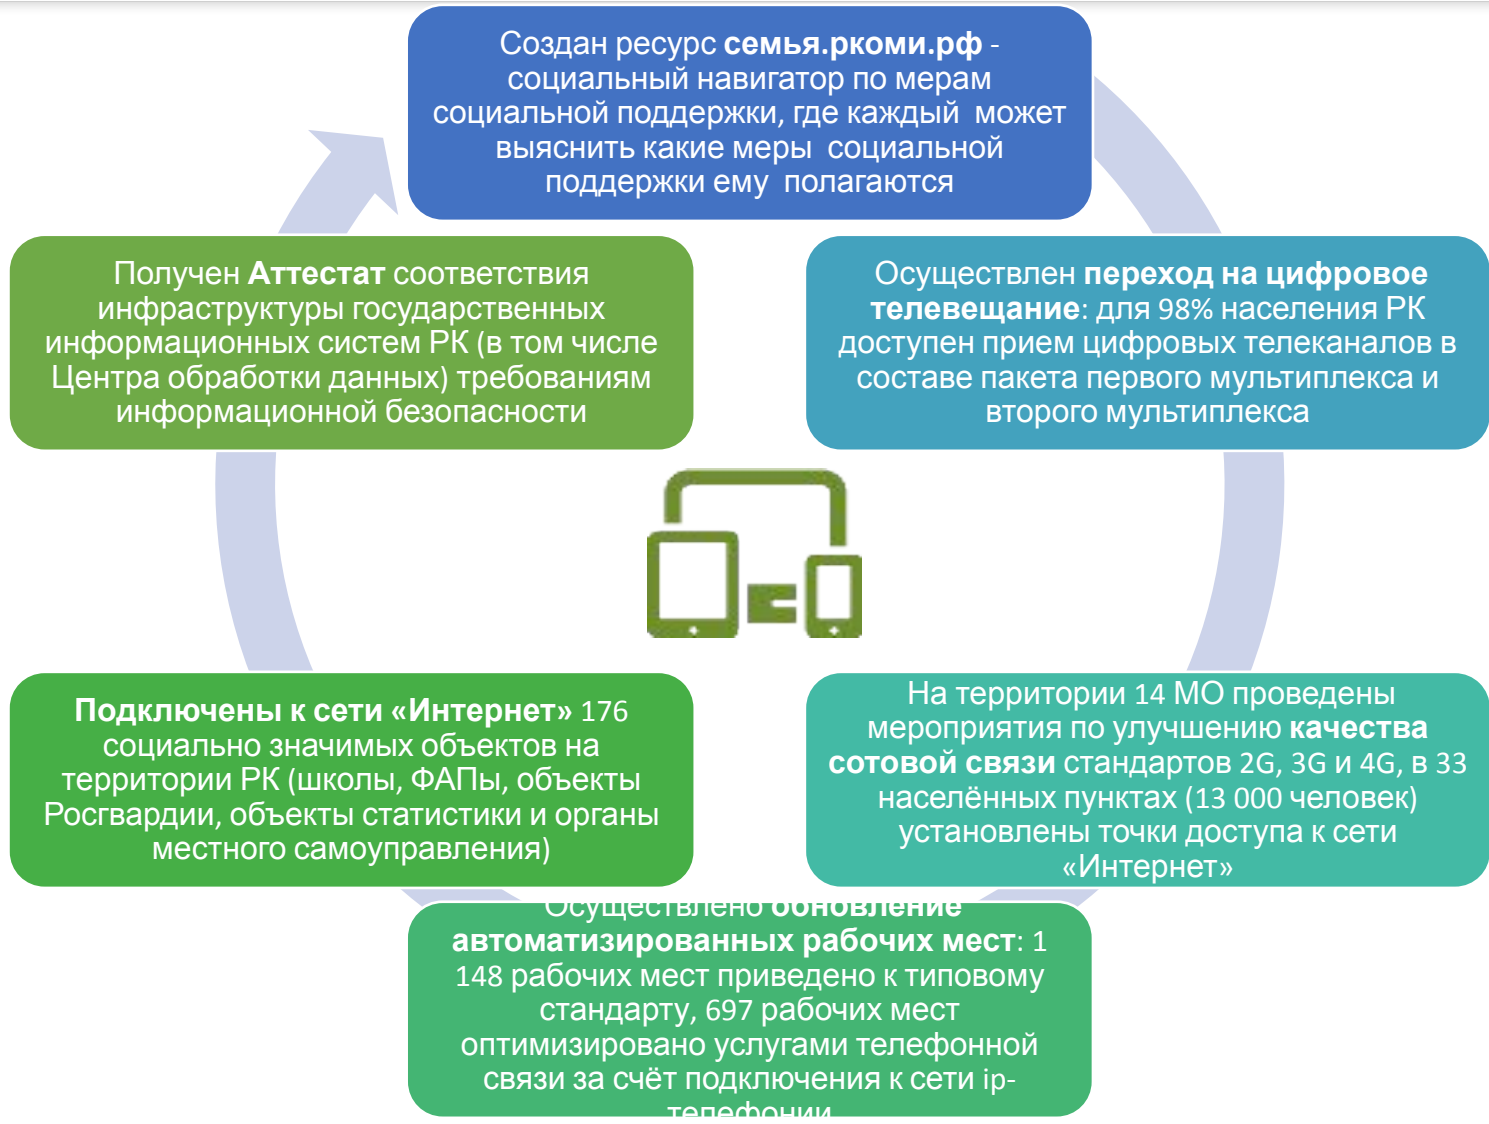 Создан ресурс семья.ркоми.рф -
социальный навигатор по мерам
социальной поддержки, где каждый  может
выяснить какие меры  социальной
поддержки ему  полагаются
Осуществлен переход на цифровое
телевещание: для 98% населения РК
доступен прием цифровых телеканалов в
составе пакета первого мультиплекса и
второго мультиплекса
На территории 14 МО проведены
мероприятия по улучшению качества
сотовой связи стандартов 2G, 3G и 4G, в 33
населённых пунктах (13 000 человек)
установлены точки доступа к сети
«Интернет»
Осуществлено обновление
автоматизированных рабочих мест: 1
148 рабочих мест приведено к типовому
стандарту, 697 рабочих мест
оптимизировано услугами телефонной
связи за счёт подключения к сети ip-
телефонии
Подключены к сети «Интернет» 176
социально значимых объектов на
территории РК (школы, ФАПы, объекты
Росгвардии, объекты статистики и органы
местного самоуправления)
Получен Аттестат соответствия
инфраструктуры государственных
информационных систем РК (в том числе
Центра обработки данных) требованиям
информационной безопасности